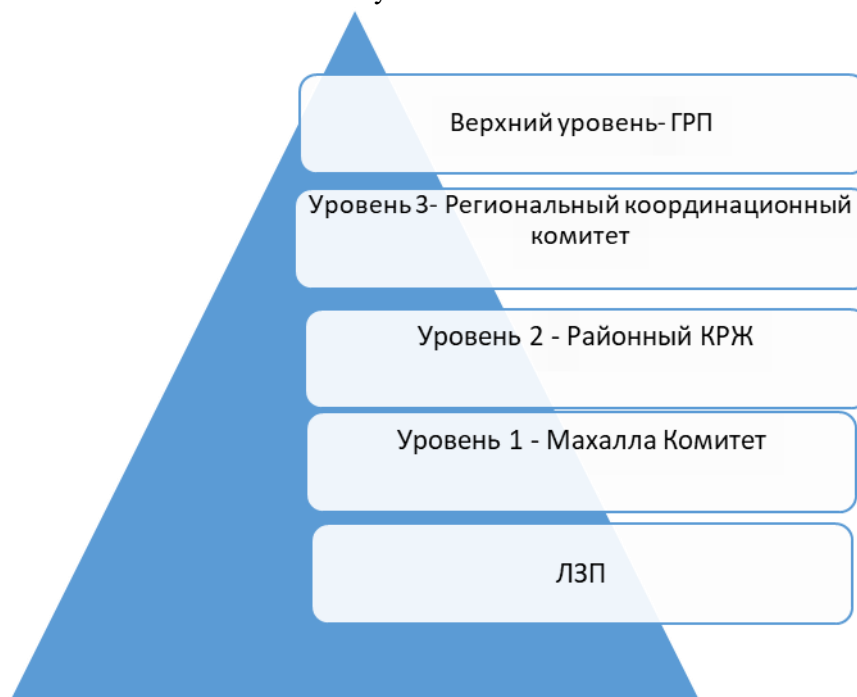 Верхний уровень- ГРП
Уровень 3- Региональный координационный
комитет
Уровень 2 - Районный КРЖ
Уровень 1 - Махалла Комитет
ЛЗП